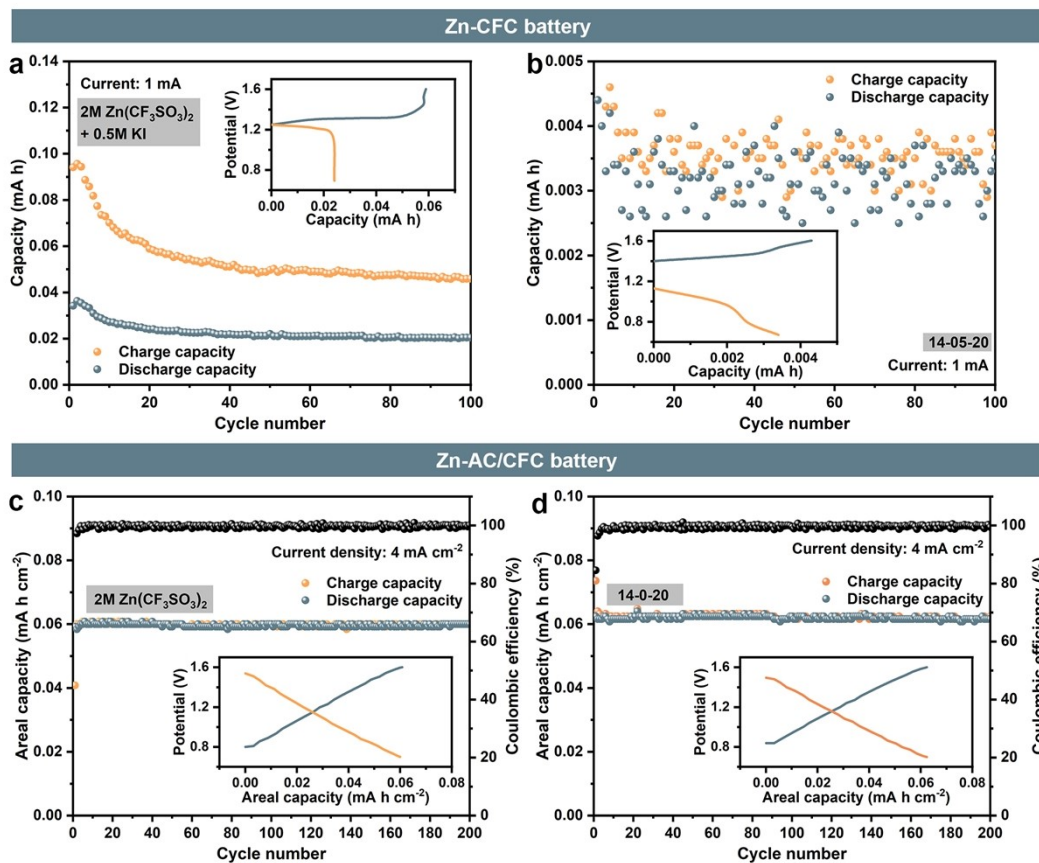 Zn-CFC battery
a
Current: 1 mA
2M Zn(CF₃SO₃)₂
+ 0.5M KI
Capacity (mA h)
0.14
0.12
0.10
0.08
0.06
0.04
0.02
0.00
Potential (V)
1.6
1.2
0.8
0.00 0.02 0.04 0.06
Capacity (mA h)
Charge capacity
Discharge capacity
0 20 40 60 80 100
Cycle number
b
Charge capacity
Discharge capacity
Capacity (mA h)
0.005
0.004
0.003
0.002
0.001
0.000
Potential (V)
1.6
1.2
0.8
0.000 0.002 0.004
Capacity (mA h)
14-05-20
Current: 1 mA
0 20 40 60 80 100
Cycle number
Zn-AC/CFC battery
c
Current density: 4 mA cm⁻²
Charge capacity
Discharge capacity
2M Zn(CF₃SO₃)₂
Areal capacity (mA h cm⁻²)
0.10
0.08
0.06
0.04
0.02
0.00
Potential (V)
1.6
1.2
0.8
0.00 0.02 0.04 0.06 0.08
Areal capacity (mA h cm⁻²)
Coulombic efficiency (%)
100
80
60
40
20
0
0 20 40 60 80 100 120 140 160 180 200
Cycle number
d
Current density: 4 mA cm⁻²
Charge capacity
Discharge capacity
14-0-20
Areal capacity (mA h cm⁻²)
0.10
0.08
0.06
0.04
0.02
0.00
Potential (V)
1.6
1.2
0.8
0.00 0.02 0.04 0.06 0.08
Areal capacity (mA h cm⁻²)
Coulombic efficiency (%)
100
80
60
40
20
0
0 20 40 60 80 100 120 140 160 180 200
Cycle number